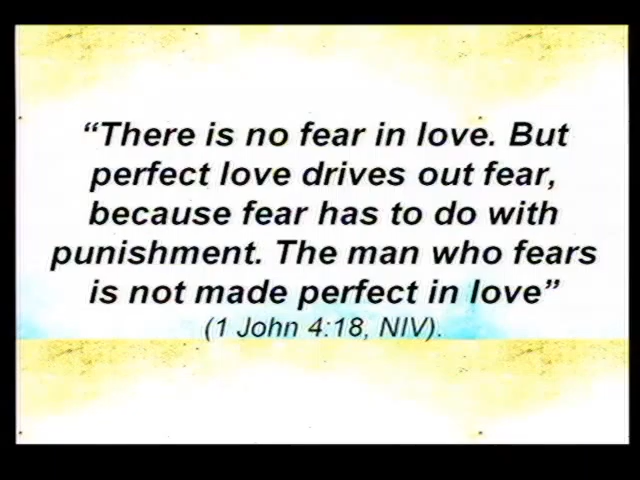 “There is no fear in love. But
perfect love drives out fear,
because fear has to do with
punishment. The man who fears
is not made perfect in love”
(1 John 4:18, NIV).